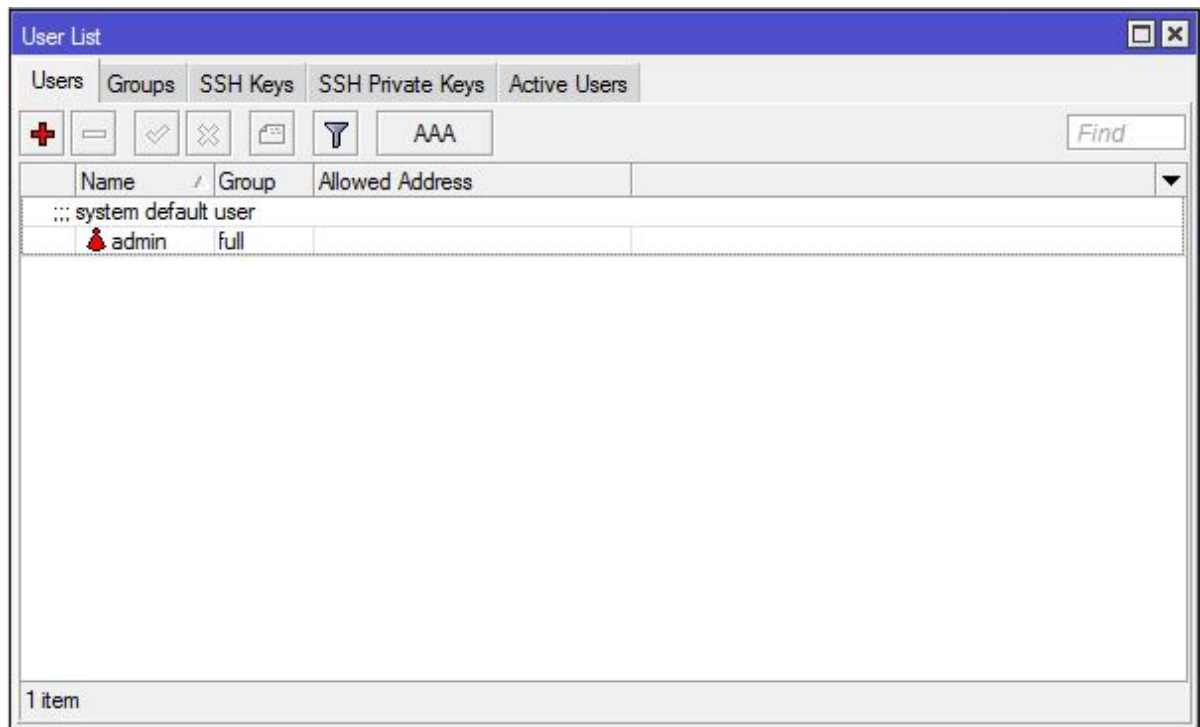 User List
Users Groups SSH Keys SSH Private Keys Active Users
AAA Find
Name Group Allowed Address
;;; system default user
admin full
1 item